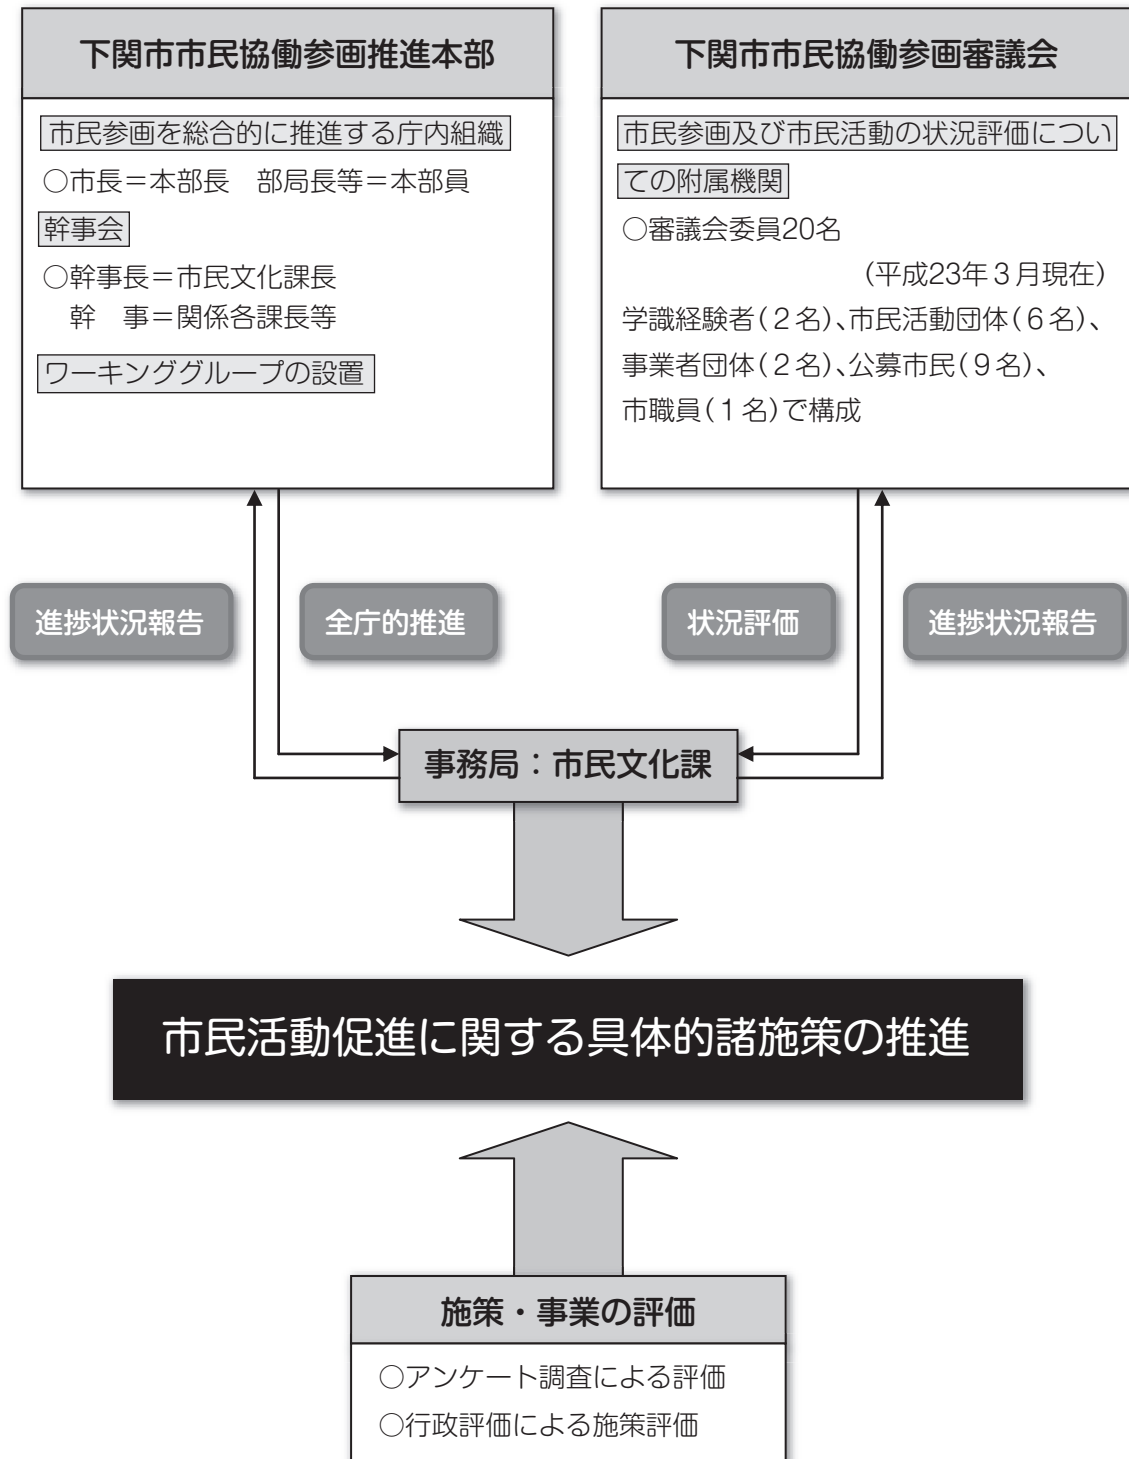 下関市市民協働参画推進本部
市民参画を総合的に推進する庁内組織
○市長＝本部長　部局長等＝本部員
幹事会
○幹事長＝市民文化課長
幹　事＝関係各課長等
ワーキンググループの設置
下関市市民協働参画審議会
市民参画及び市民活動の状況評価につい
ての附属機関
○審議会委員20名
（平成23年３月現在）
学識経験者（２名）、市民活動団体（６名）、
事業者団体（２名）、公募市民（９名）、
市職員（１名）で構成
進捗状況報告
全庁的推進
状況評価
進捗状況報告
事務局：市民文化課
市民活動促進に関する具体的諸施策の推進
施策・事業の評価
○アンケート調査による評価
○行政評価による施策評価